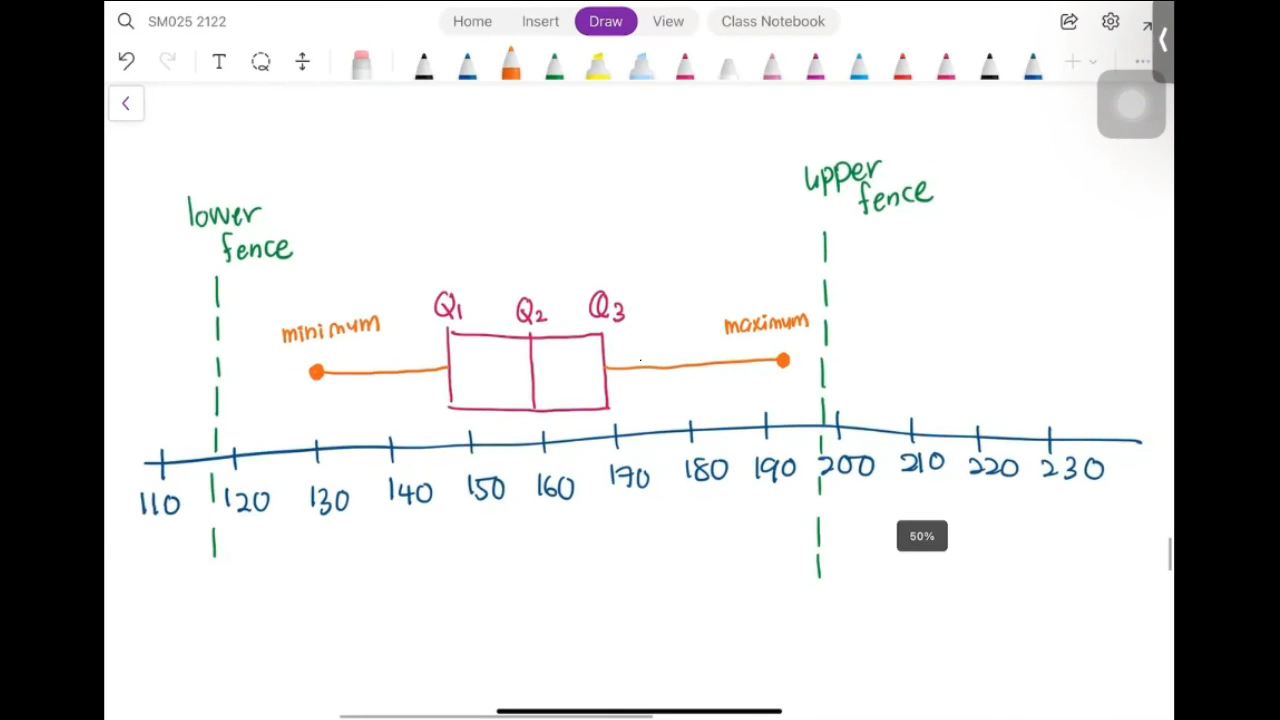 SM025 2122
Home Insert Draw View Class Notebook
T
upper
fence
lower
fence
Q1 Q2 Q3
minimum
maximum
110 120 130 140 150 160 170 180 190 200 210 220 230
50%